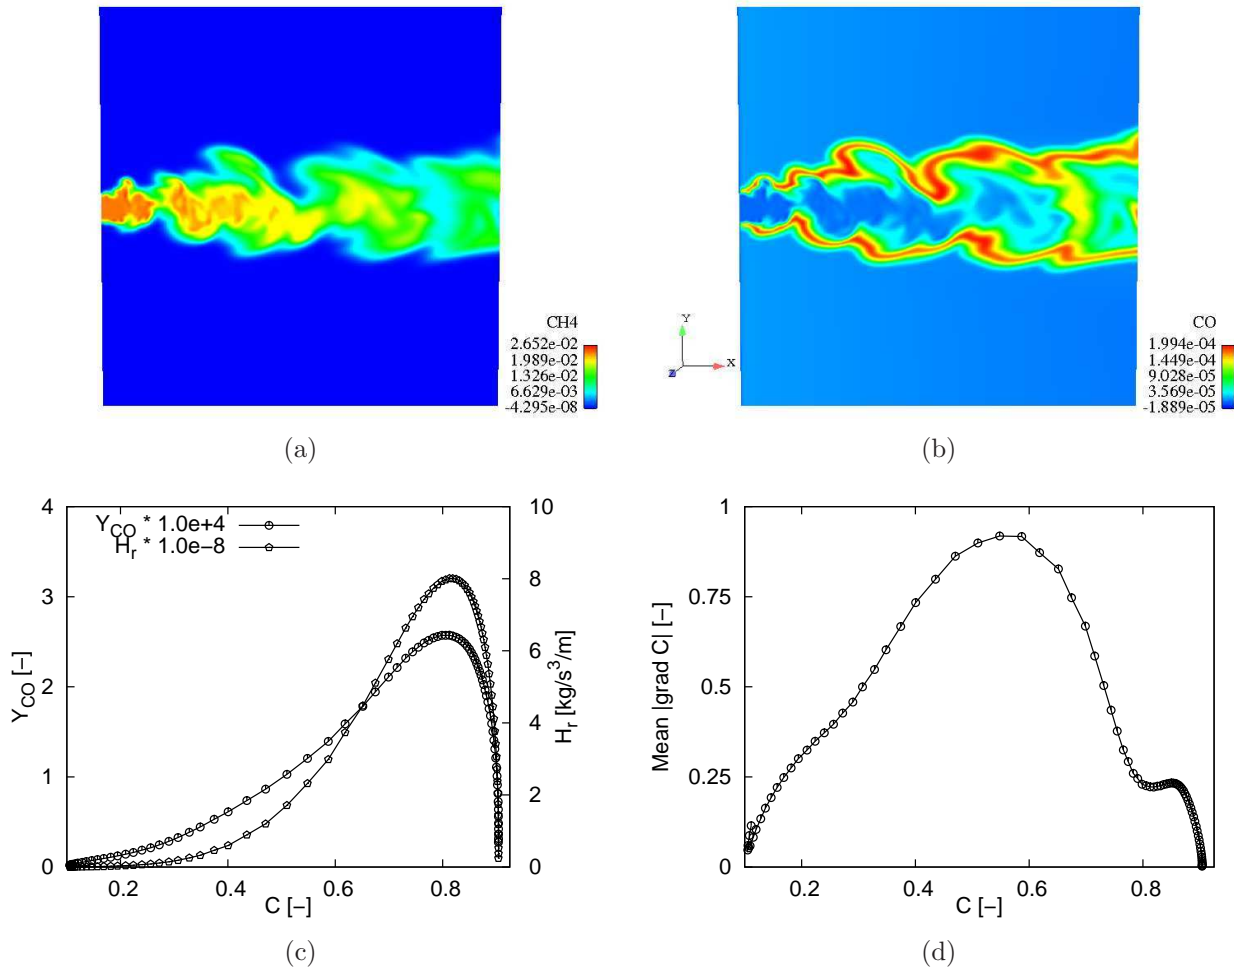 CH4
2.652e-02
1.989e-02
1.326e-02
6.629e-03
-4.295e-08
(a)
Y
X
Z
CO
1.994e-04
1.449e-04
9.028e-05
3.569e-05
-1.889e-05
(b)
Y_CO * 1.0e+4
H_r * 1.0e−8
Y_CO [−]
4
3
2
1
0
H_r [kg/s^3/m]
10
8
6
4
2
0
0.2 0.4 0.6 0.8
C [−]
(c)
Mean |grad C| [−]
1
0.75
0.5
0.25
0
0.2 0.4 0.6 0.8
C [−]
(d)